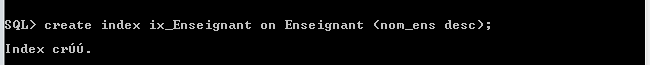 SQL> create index ix_Enseignant on Enseignant (nom_ens desc);
Index crúú.